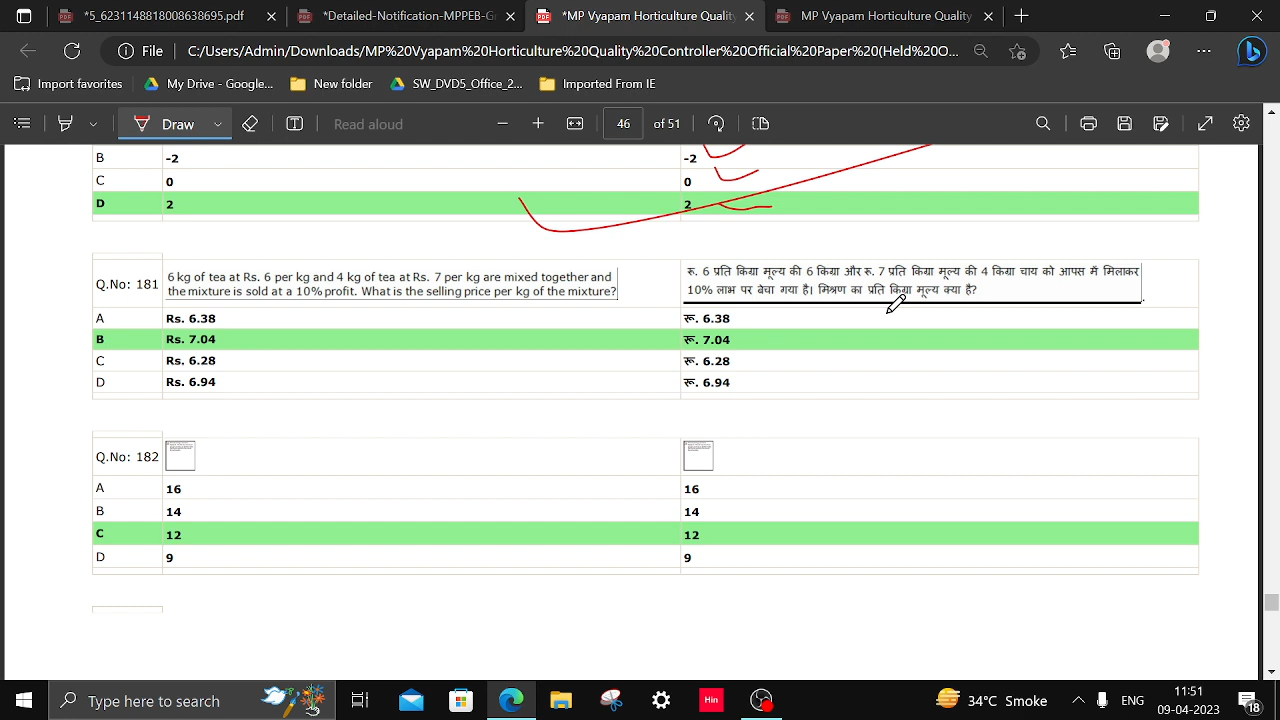 *5_6231148818008638695.pdf
*Detailed-Notification-MPPEB-G
*MP Vyapam Horticulture Quality
MP Vyapam Horticulture Quality C
File C:/Users/Admin/Downloads/MP%20Vyapam%20Horticulture%20Quality%20Controller%20Official%20Paper(Held%20O...
Import favorites My Drive - Google... New folder SW_DVD5_Office_2... Imported From IE
Draw Read aloud 46 of 51
B -2 -2
C 0 0
D 2 2
Q.No: 181
6 kg of tea at Rs. 6 per kg and 4 kg of tea at Rs. 7 per kg are mixed together and
the mixture is sold at a 10% profit. What is the selling price per kg of the mixture?
रू. 6 प्रति किग्रा मूल्य की 6 किग्रा और रु. 7 प्रति किग्रा मूल्य की 4 किग्रा चाय को आपस में मिलाकर
10% लाभ पर बेचा गया है। मिश्रण का प्रति किग्रा मूल्य क्या है?
A Rs. 6.38 रू. 6.38
B Rs. 7.04 रू. 7.04
C Rs. 6.28 रू. 6.28
D Rs. 6.94 रू. 6.94
Q.No: 182
A 16 16
B 14 14
C 12 12
D 9 9
Type here to search
Hin
34°C Smoke
ENG
11:51
09-04-2023
18